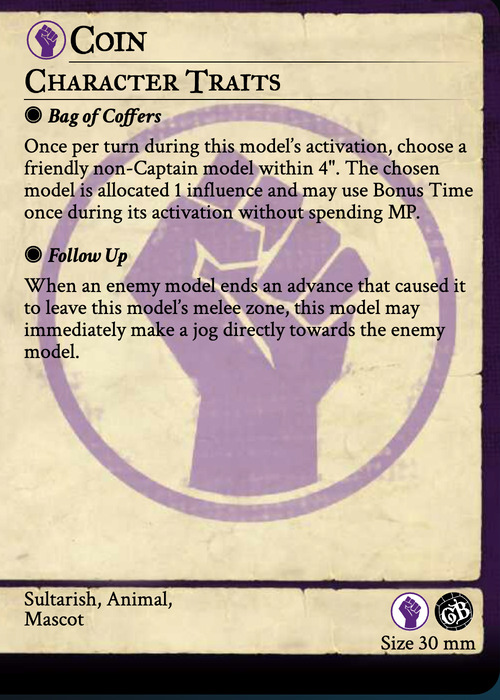 Coin
Character Traits
Bag of Coffers
Once per turn during this model’s activation, choose a
friendly non-Captain model within 4". The chosen
model is allocated 1 influence and may use Bonus Time
once during its activation without spending MP.
Follow Up
When an enemy model ends an advance that caused it
to leave this model’s melee zone, this model may
immediately make a jog directly towards the enemy
model.
Sultarish, Animal,
Mascot
GB
Size 30 mm